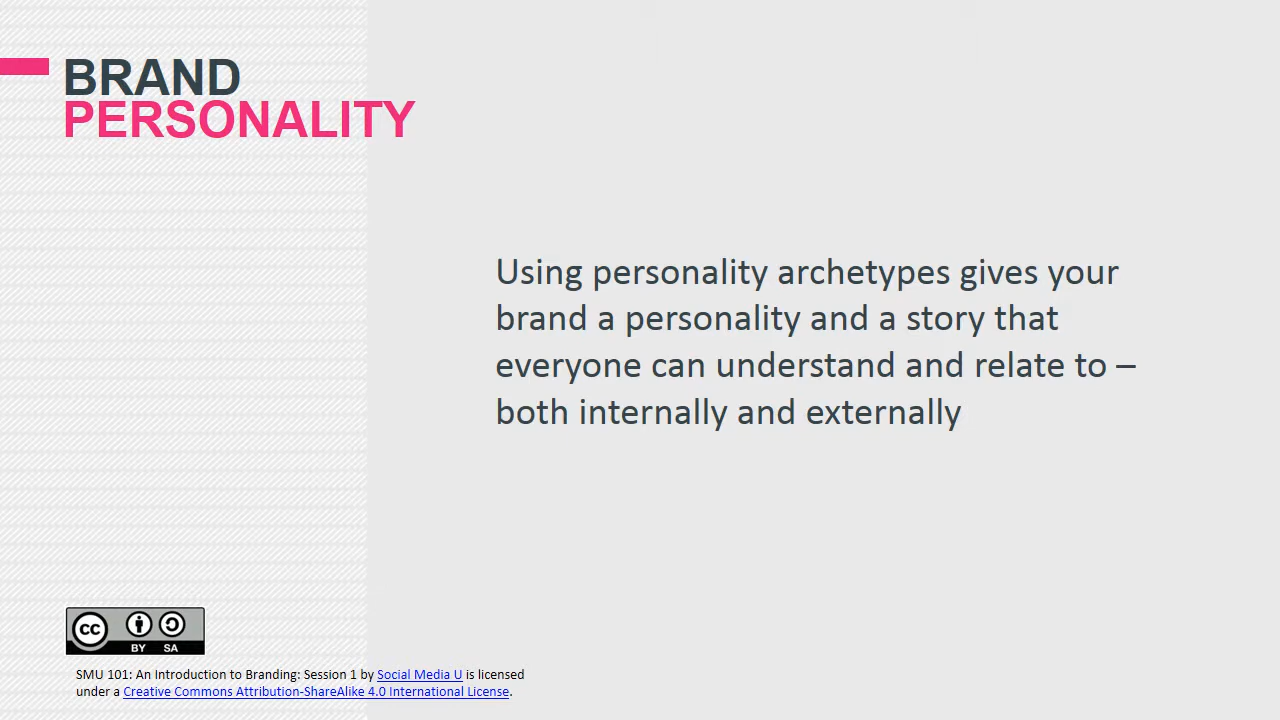 BRAND
PERSONALITY
Using personality archetypes gives your
brand a personality and a story that
everyone can understand and relate to –
both internally and externally
CC
BY SA
SMU 101: An Introduction to Branding: Session 1 by Social Media U is licensed
under a Creative Commons Attribution-ShareAlike 4.0 International License.